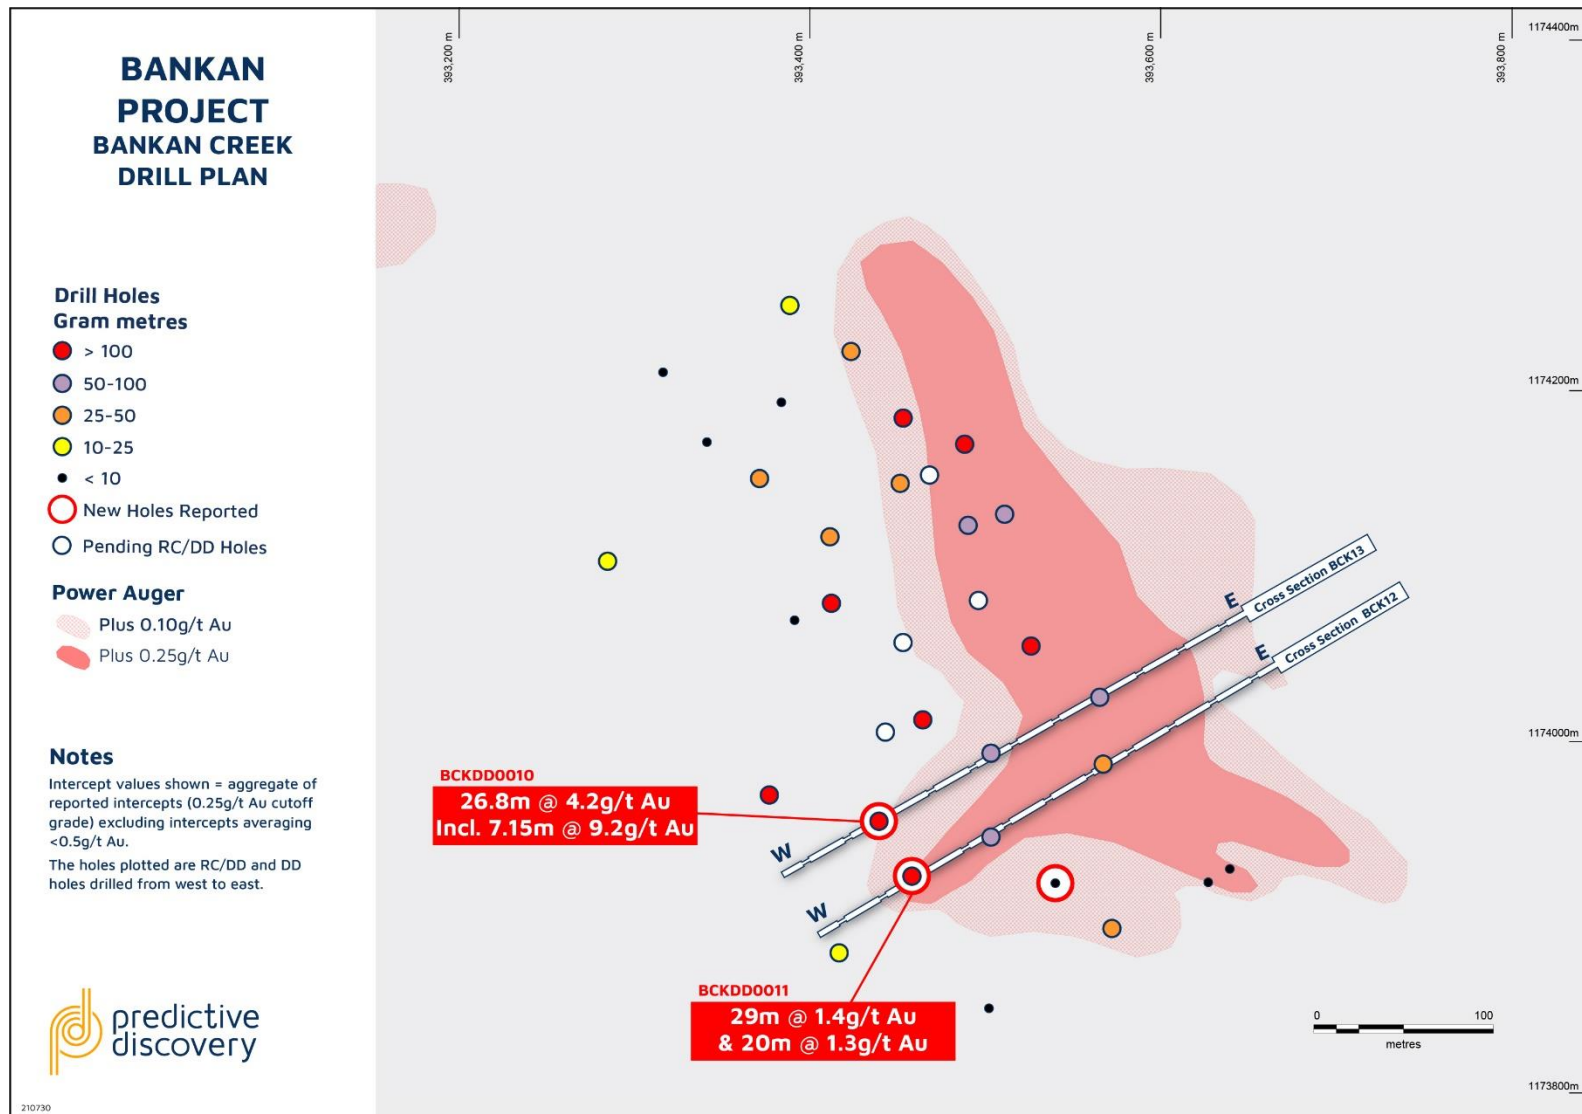 BANKAN
PROJECT
BANKAN CREEK
DRILL PLAN
Drill Holes
Gram metres
> 100
50-100
25-50
10-25
< 10
New Holes Reported
Pending RC/DD Holes
Power Auger
Plus 0.10g/t Au
Plus 0.25g/t Au
Notes
Intercept values shown = aggregate of
reported intercepts (0.25g/t Au cutoff
grade) excluding intercepts averaging
<0.5g/t Au.
The holes plotted are RC/DD and DD
holes drilled from west to east.
predictive
discovery
210730
393,200 m
393,400 m
393,600 m
393,800 m
1174400m
1174200m
1174000m
1173800m
E
Cross Section BCK13
E
Cross Section BCK12
W
W
BCKDD0010
26.8m @ 4.2g/t Au
Incl. 7.15m @ 9.2g/t Au
BCKDD0011
29m @ 1.4g/t Au
& 20m @ 1.3g/t Au
0 100
metres